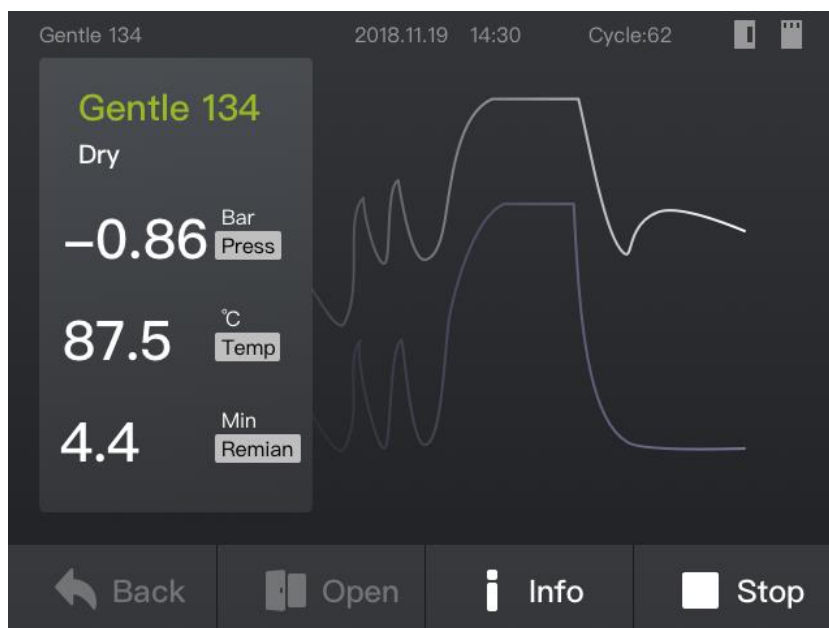 Gentle 134 2018.11.19 14:30 Cycle:62
Gentle 134
Dry
−0.86 Bar
Press
87.5 °C
Temp
4.4 Min
Remian
Back Open Info Stop